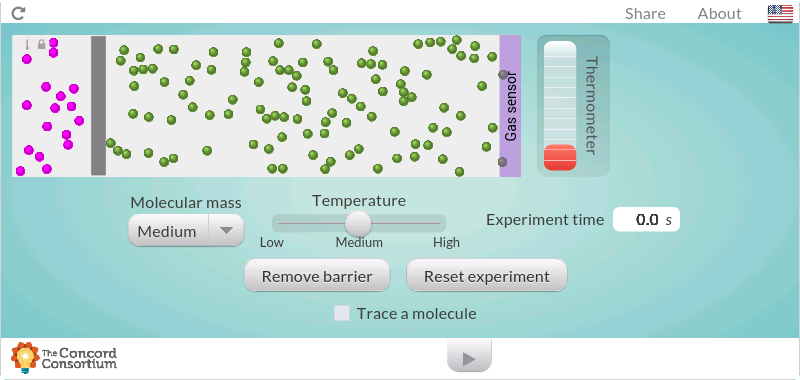 Share About
Gas sensor
Thermometer
Molecular mass
Medium
Temperature
Low Medium High
Experiment time 0.0 s
Remove barrier Reset experiment
Trace a molecule
The Concord
Consortium